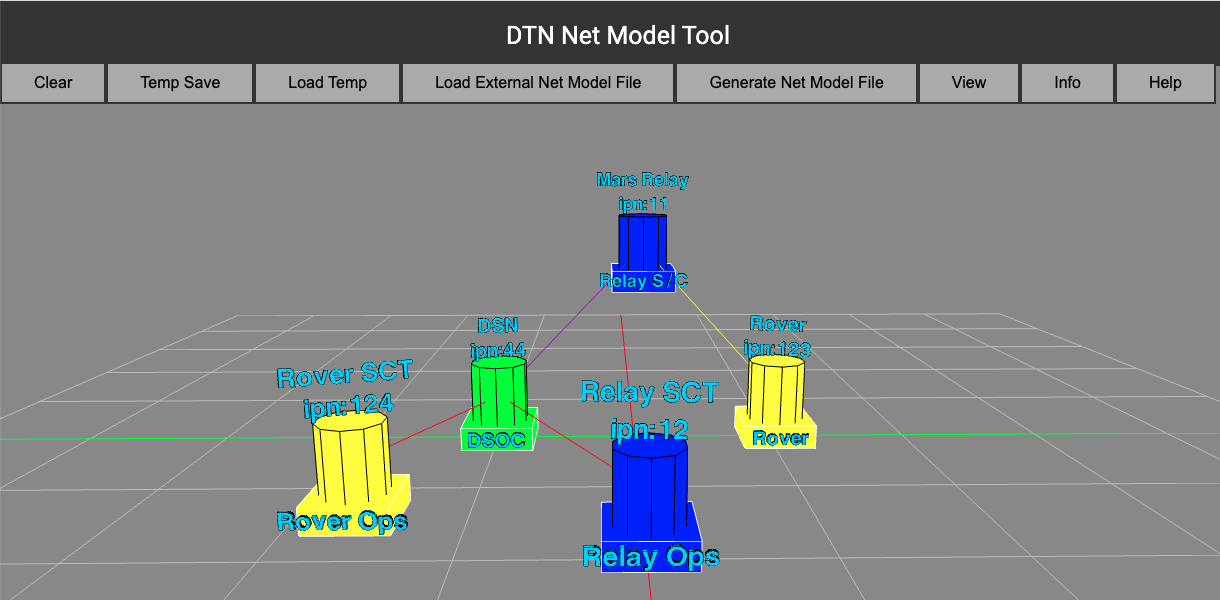 DTN Net Model Tool
Clear
Temp Save
Load Temp
Load External Net Model File
Generate Net Model File
View
Info
Help
Mars Relay
ipn:11
Relay S/C
DSN
ipn:44
DSOC
Rover
ipn:123
Rover
Rover SCT
ipn:124
Rover Ops
Relay SCT
ipn:12
Relay Ops